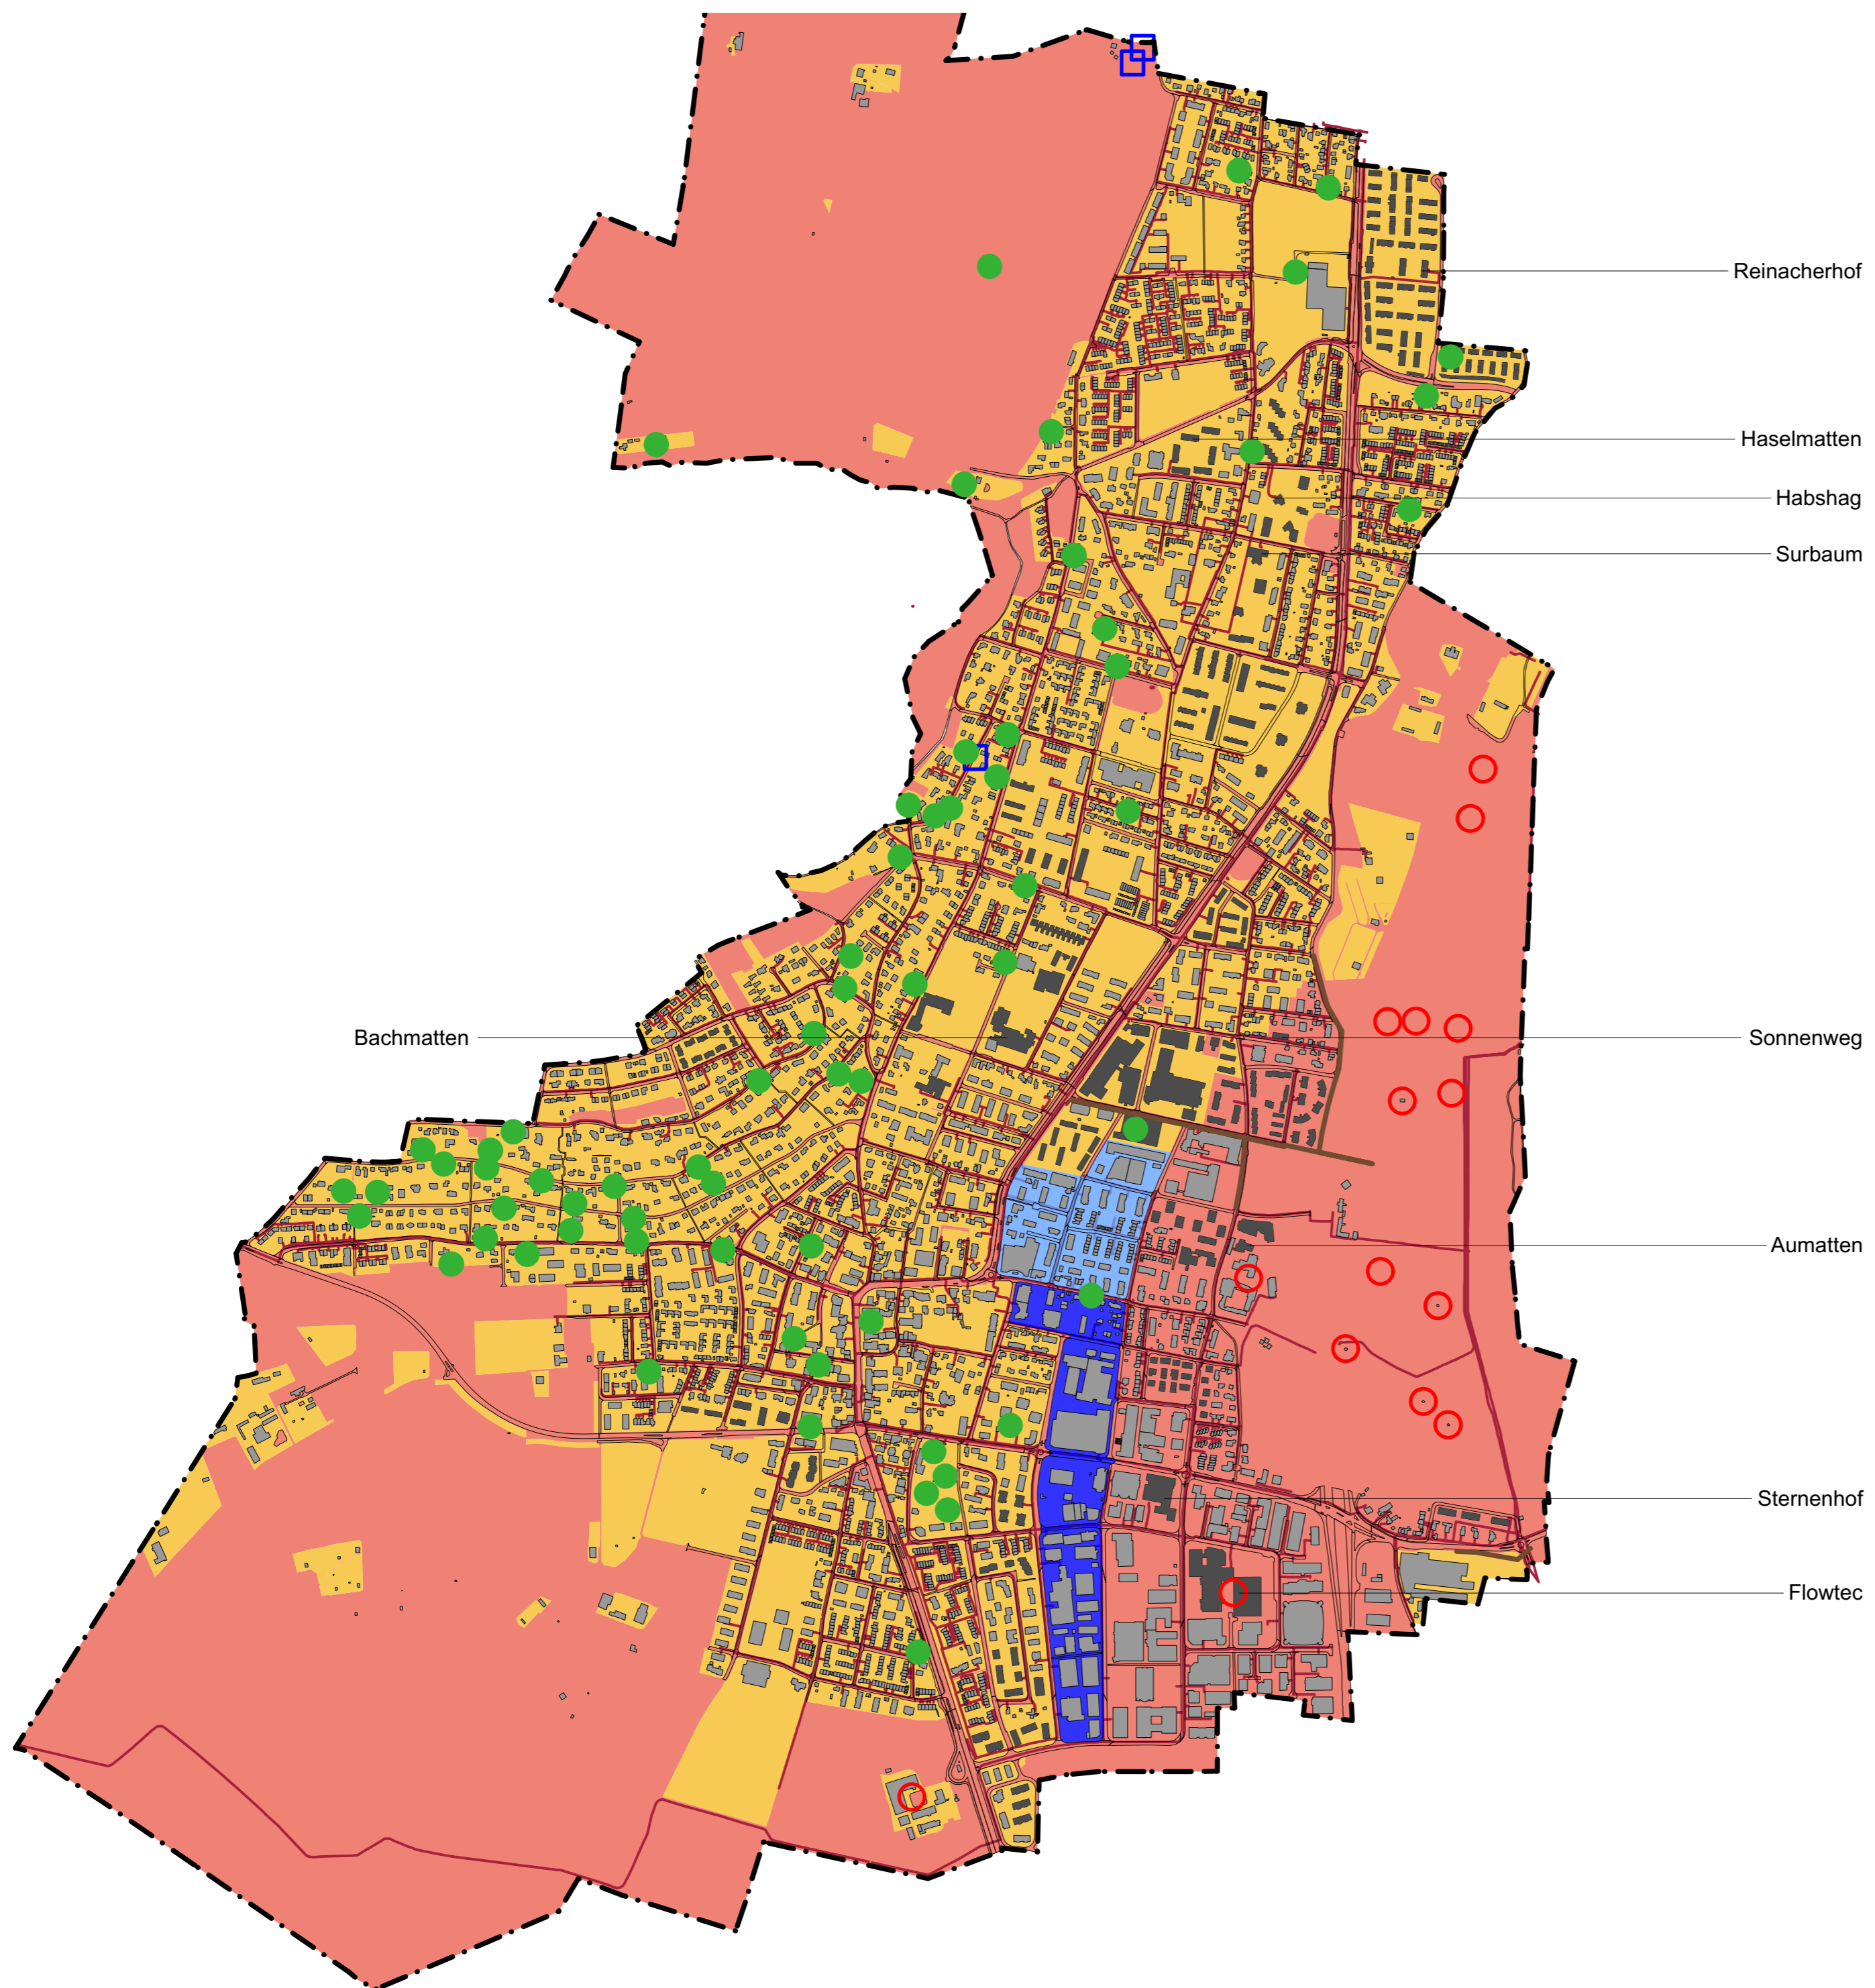 Reinacherhof
Haselmatten
Habshag
Surbaum
Bachmatten
Sonnenweg
Aumatten
Sternenhof
Flowtec